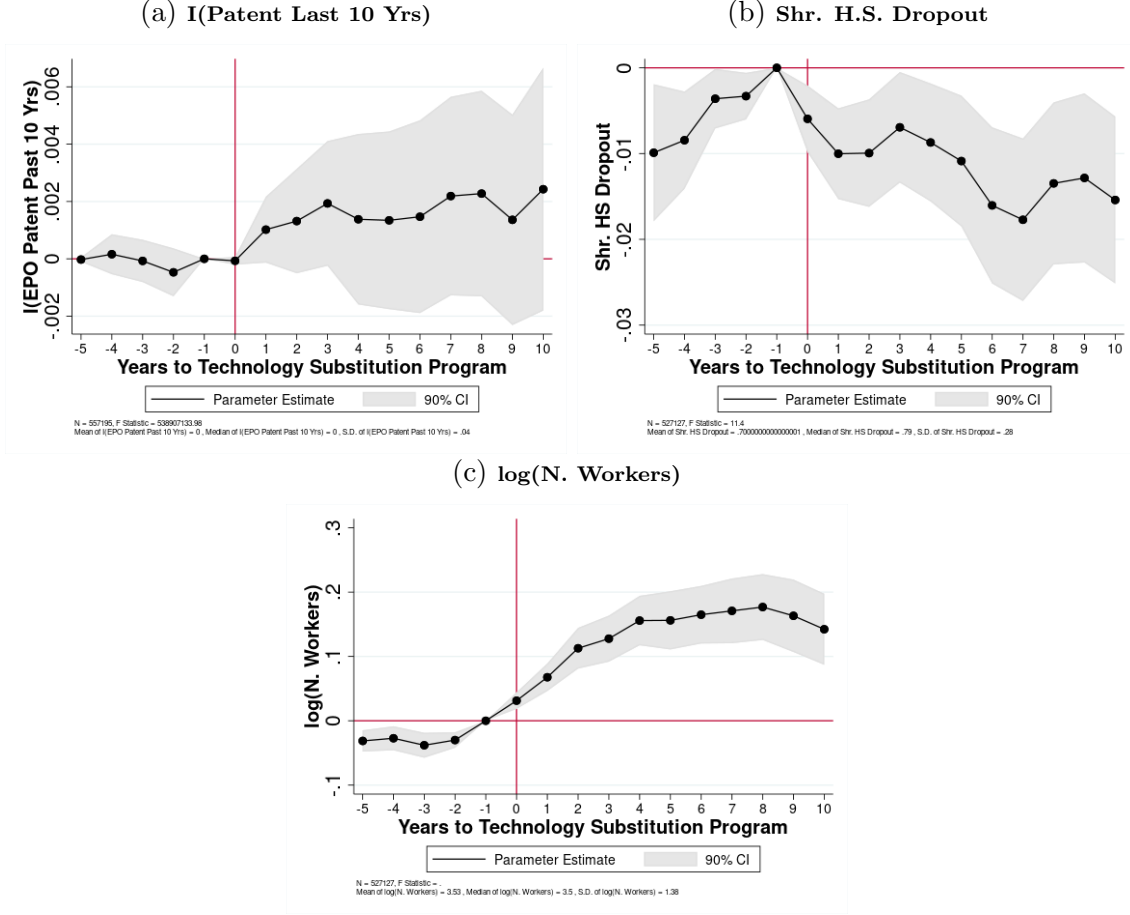 (a) I(Patent Last 10 Yrs)
I(EPO Patent Past 10 Yrs)
.006
.004
.002
0
-.002
-5 -4 -3 -2 -1 0 1 2 3 4 5 6 7 8 9 10
Years to Technology Substitution Program
Parameter Estimate 90% CI
N = 557195, F Statistic = 538907133.98
Mean of I(EPO Patent Past 10 Yrs) = 0 , Median of I(EPO Patent Past 10 Yrs) = 0 , S.D. of I(EPO Patent Past 10 Yrs) = .04
(b) Shr. H.S. Dropout
Shr. HS Dropout
0
-.01
-.02
-.03
-5 -4 -3 -2 -1 0 1 2 3 4 5 6 7 8 9 10
Years to Technology Substitution Program
Parameter Estimate 90% CI
N = 527127, F Statistic = 11.4
Mean of Shr. HS Dropout = .7000000000000001 , Median of Shr. HS Dropout = .79 , S.D. of Shr. HS Dropout = .28
(c) log(N. Workers)
log(N. Workers)
.3
.2
.1
0
-.1
-5 -4 -3 -2 -1 0 1 2 3 4 5 6 7 8 9 10
Years to Technology Substitution Program
Parameter Estimate 90% CI
N = 527127, F Statistic = .
Mean of log(N. Workers) = 3.53 , Median of log(N. Workers) = 3.5 , S.D. of log(N. Workers) = 1.38